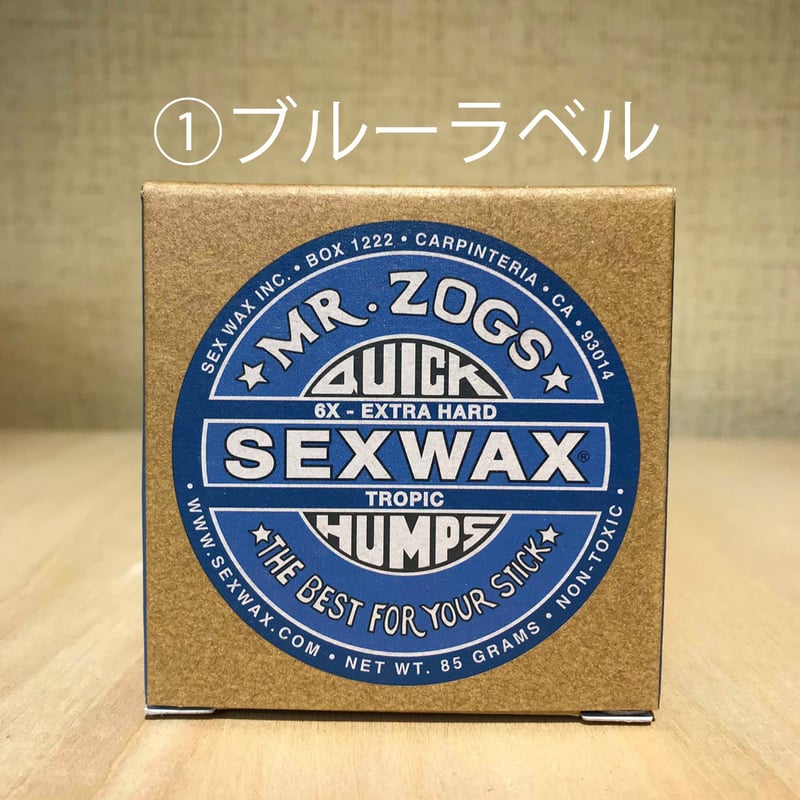 ①ブルーラベル
SEX WAX INC. • BOX 1222 • CARPINTERIA • CA • 93014
MR. ZOGS
QUICK
6X - EXTRA HARD
SEXWAX®
TROPIC
HUMPS
THE BEST FOR YOUR STICK
• WWW.SEXWAX.COM • NET WT. 85 GRAMS • NON-TOXIC •